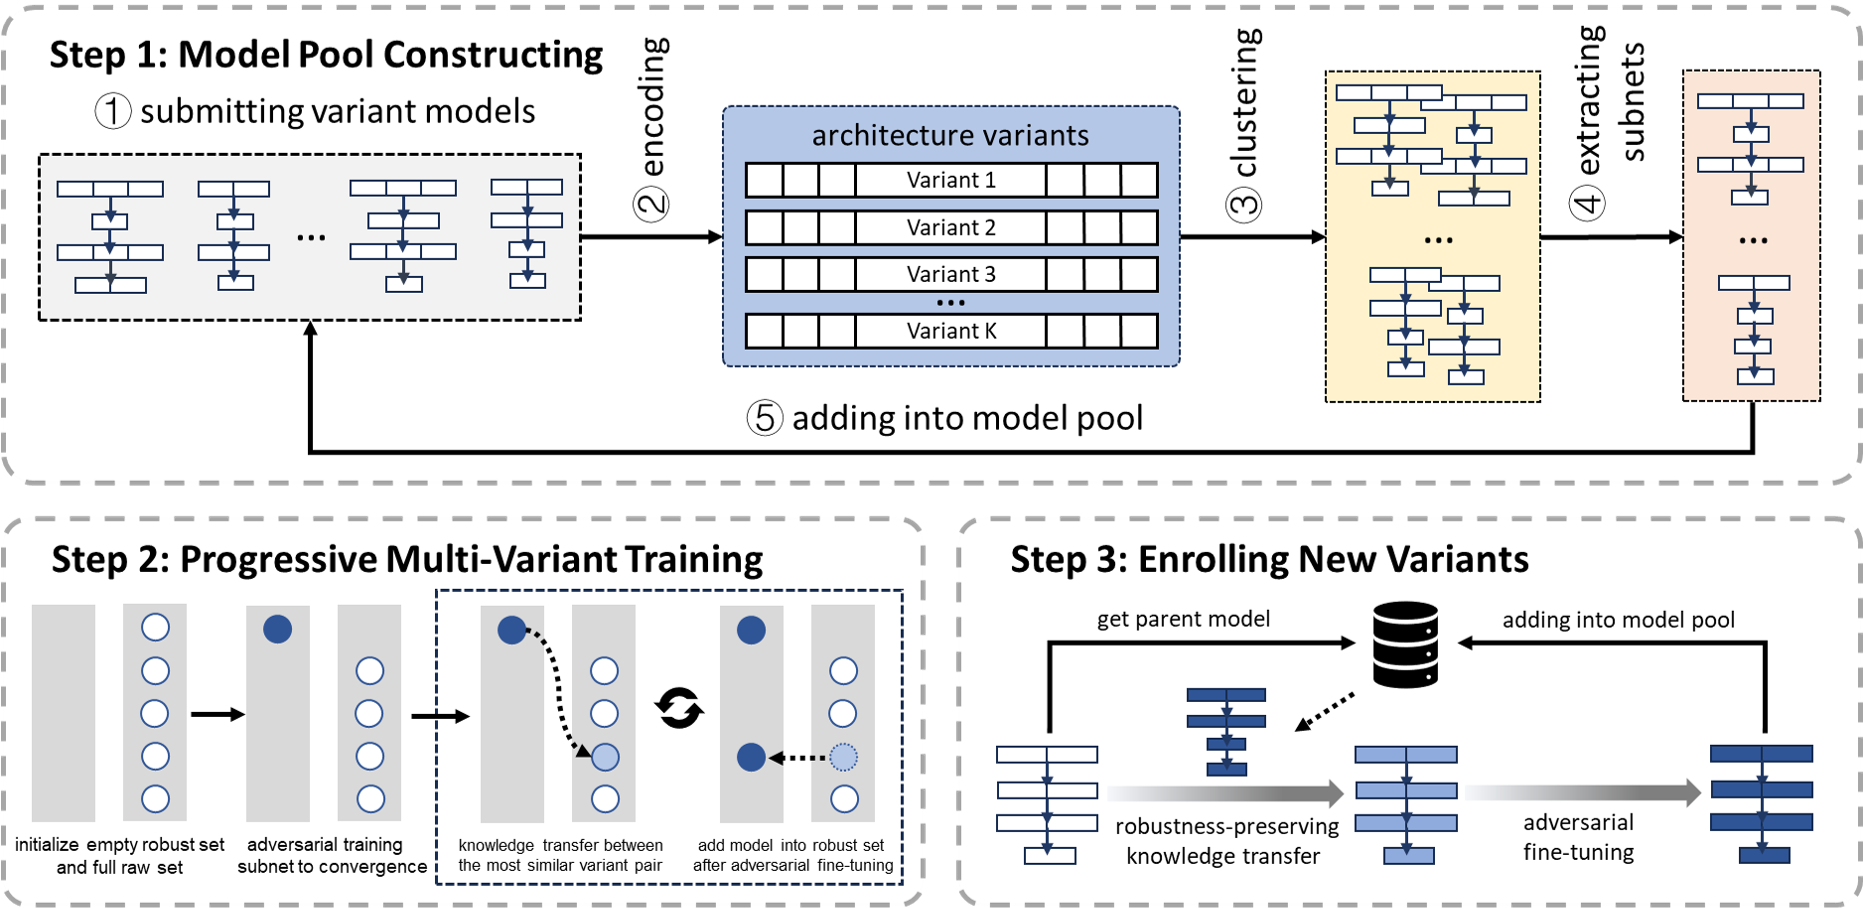 Step 1: Model Pool Constructing
① submitting variant models
② encoding
architecture variants
Variant 1
Variant 2
Variant 3
...
Variant K
③ clustering
④ extracting
subnets
...
...
...
⑤ adding into model pool
Step 2: Progressive Multi-Variant Training
initialize empty robust set
and full raw set
adversarial training
subnet to convergence
knowledge transfer between
the most similar variant pair
add model into robust set
after adversarial fine-tuning
Step 3: Enrolling New Variants
get parent model
adding into model pool
robustness-preserving
knowledge transfer
adversarial
fine-tuning